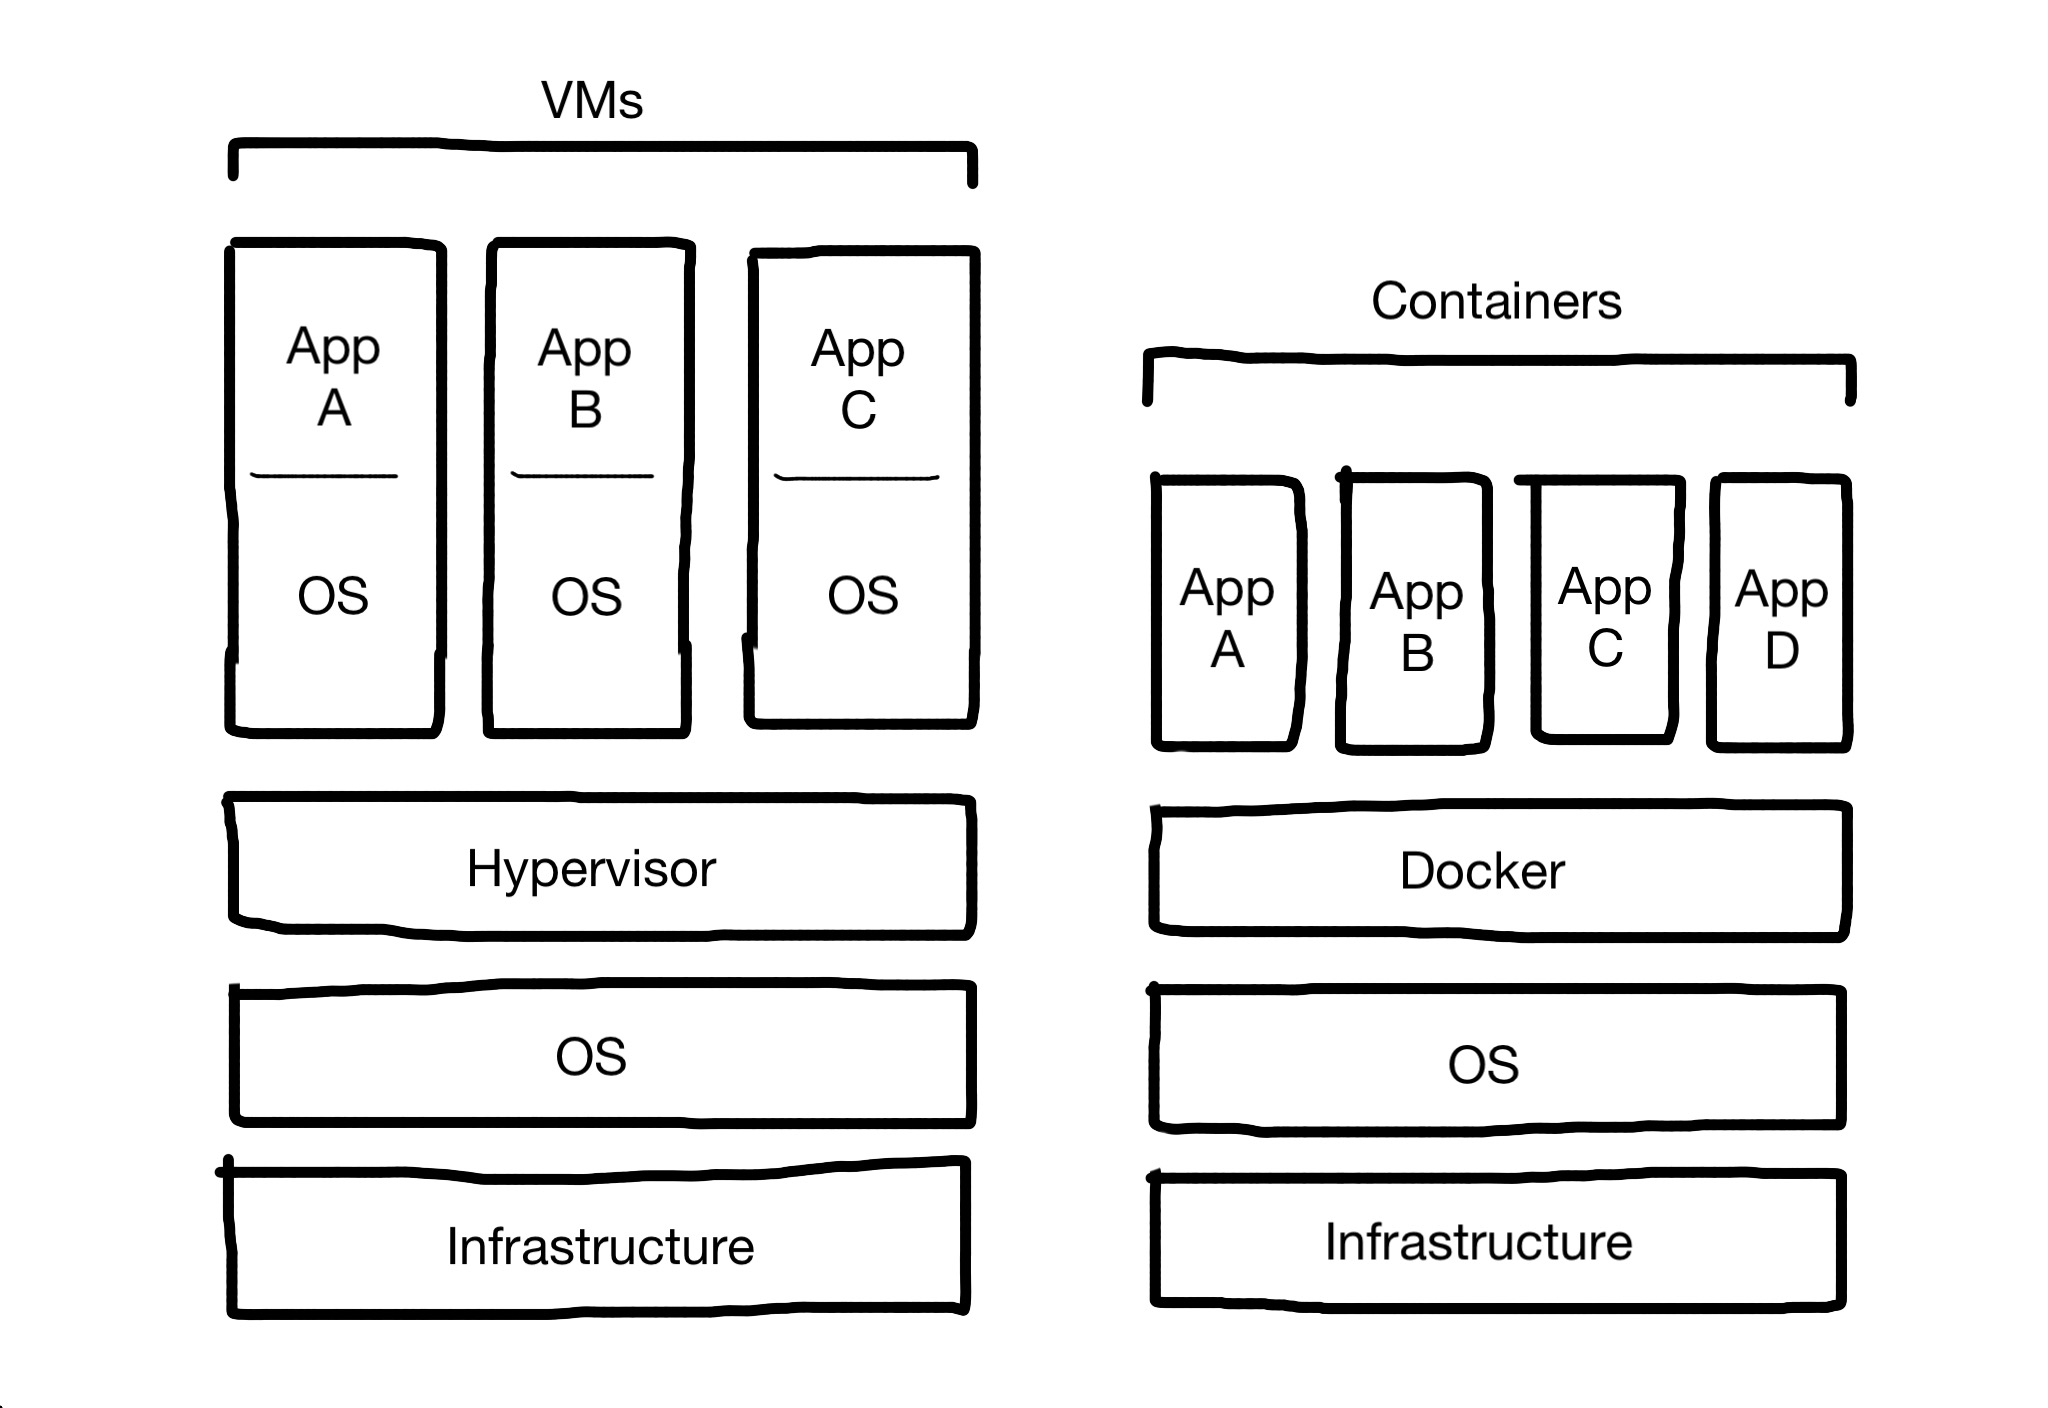 VMs
App
A
OS
App
B
OS
App
C
OS
Hypervisor
OS
Infrastructure
Containers
App
A
App
B
App
C
App
D
Docker
OS
Infrastructure